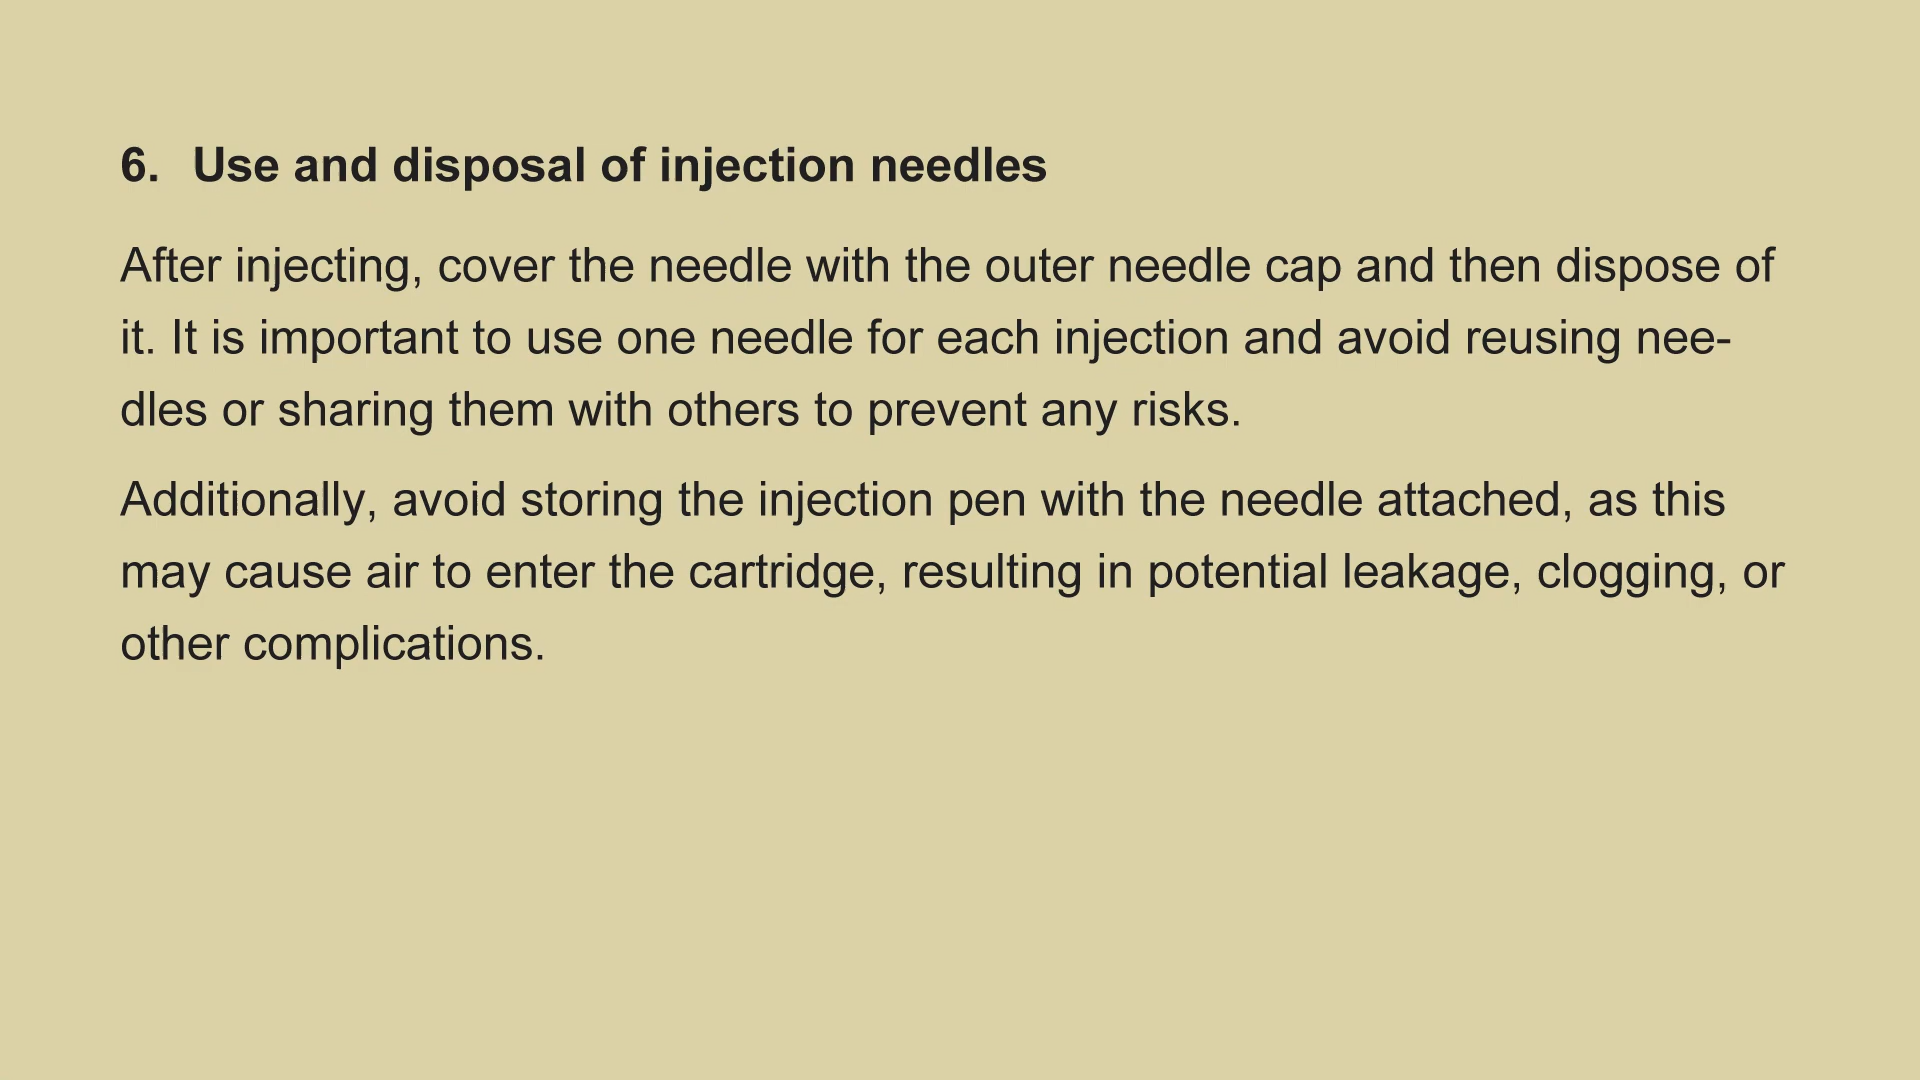 6. Use and disposal of injection needles
After injecting, cover the needle with the outer needle cap and then dispose of
it. It is important to use one needle for each injection and avoid reusing nee-
dles or sharing them with others to prevent any risks.
Additionally, avoid storing the injection pen with the needle attached, as this
may cause air to enter the cartridge, resulting in potential leakage, clogging, or
other complications.